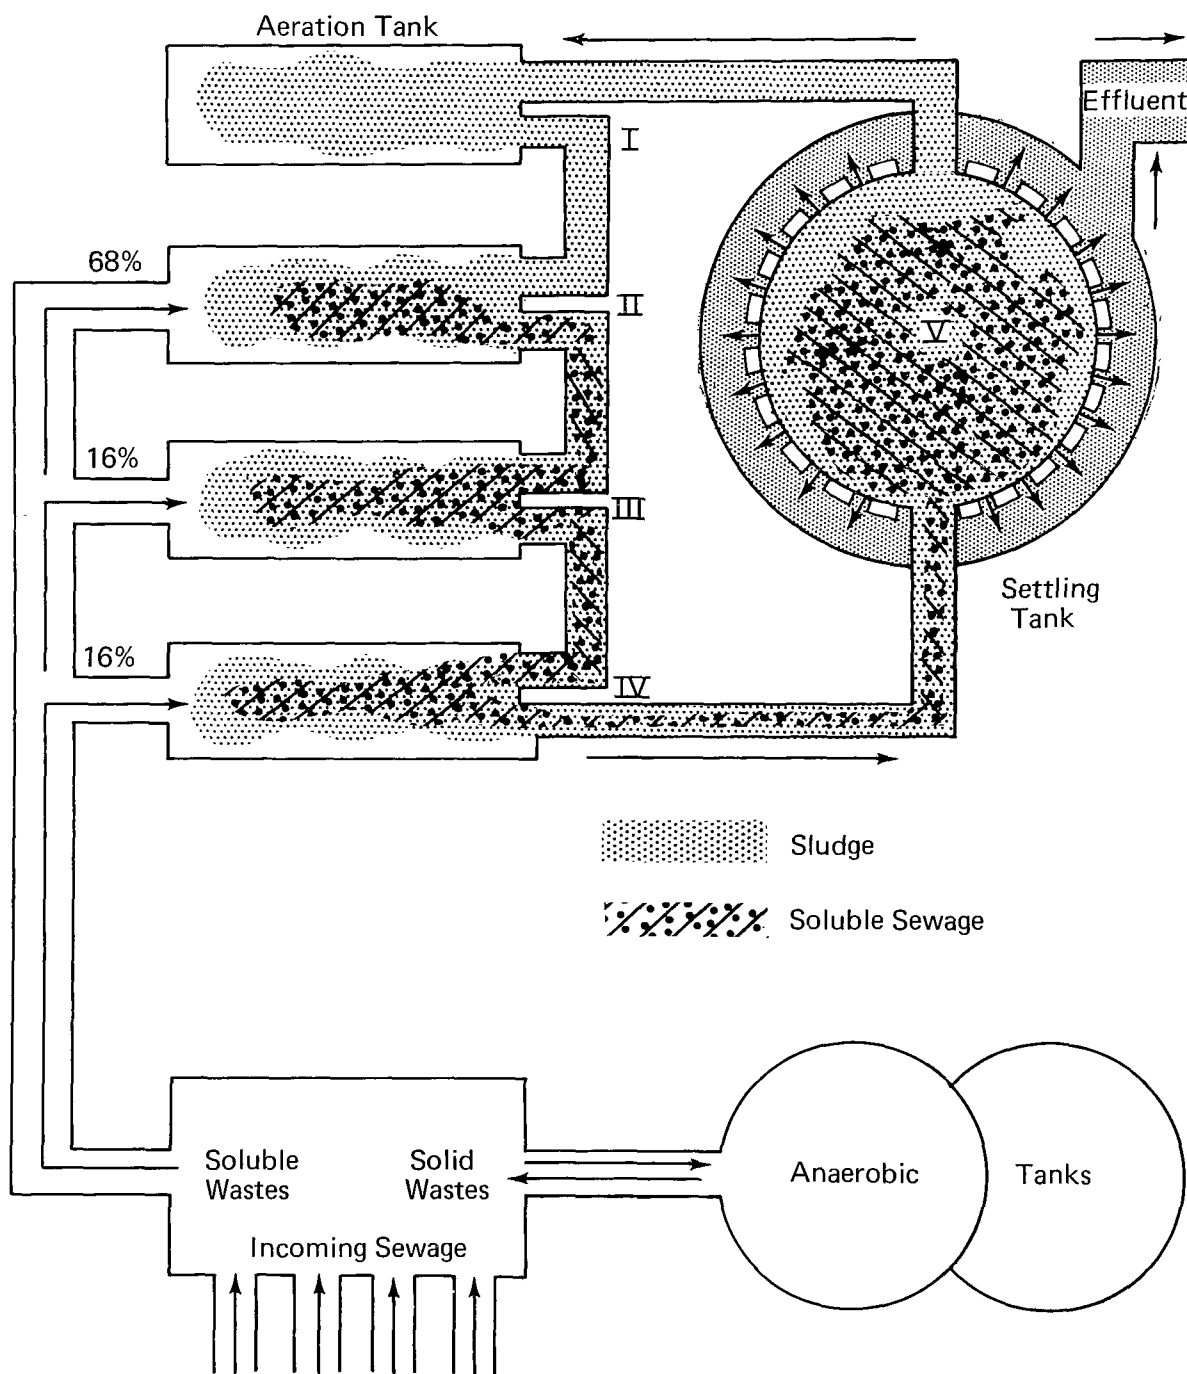 Aeration Tank
Effluent
I
68%
II
V
16%
III
Settling
Tank
16%
IV
Sludge
Soluble Sewage
Soluble
Wastes
Solid
Wastes
Anaerobic
Tanks
Incoming Sewage